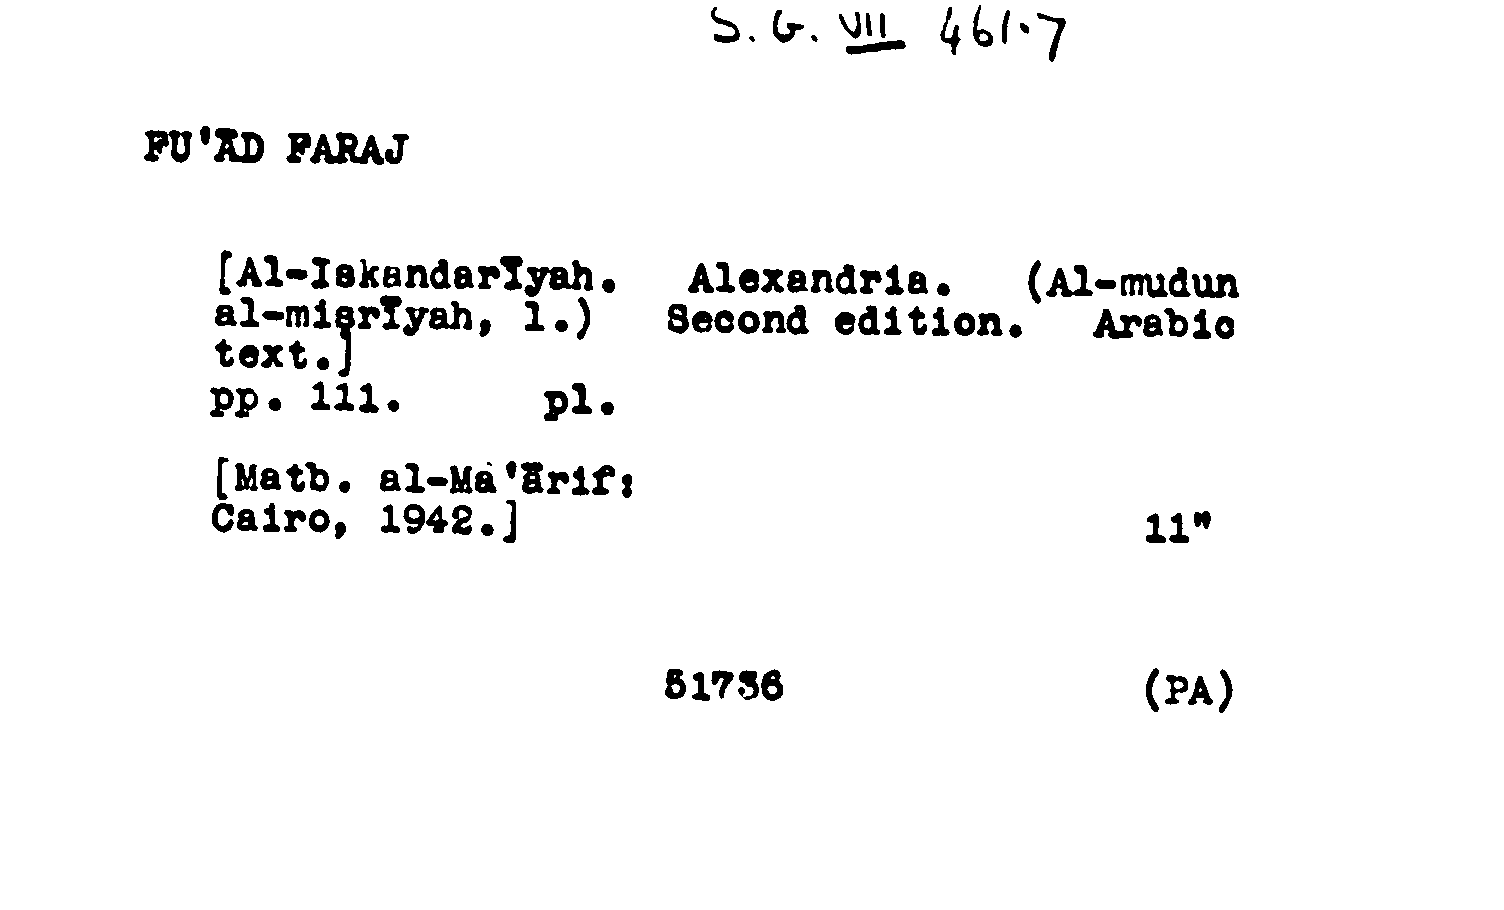 S. G. VII 461.7
FU'ĀD FARAJ
[Al-Iskandarīyah. Alexandria. (Al-mudun
al-miṣrīyah, 1.) Second edition. Arabic
text.]
pp. 111. pl.
[Matb. al-Ma'ārif:
Cairo, 1942.]
11"
51736 (PA)